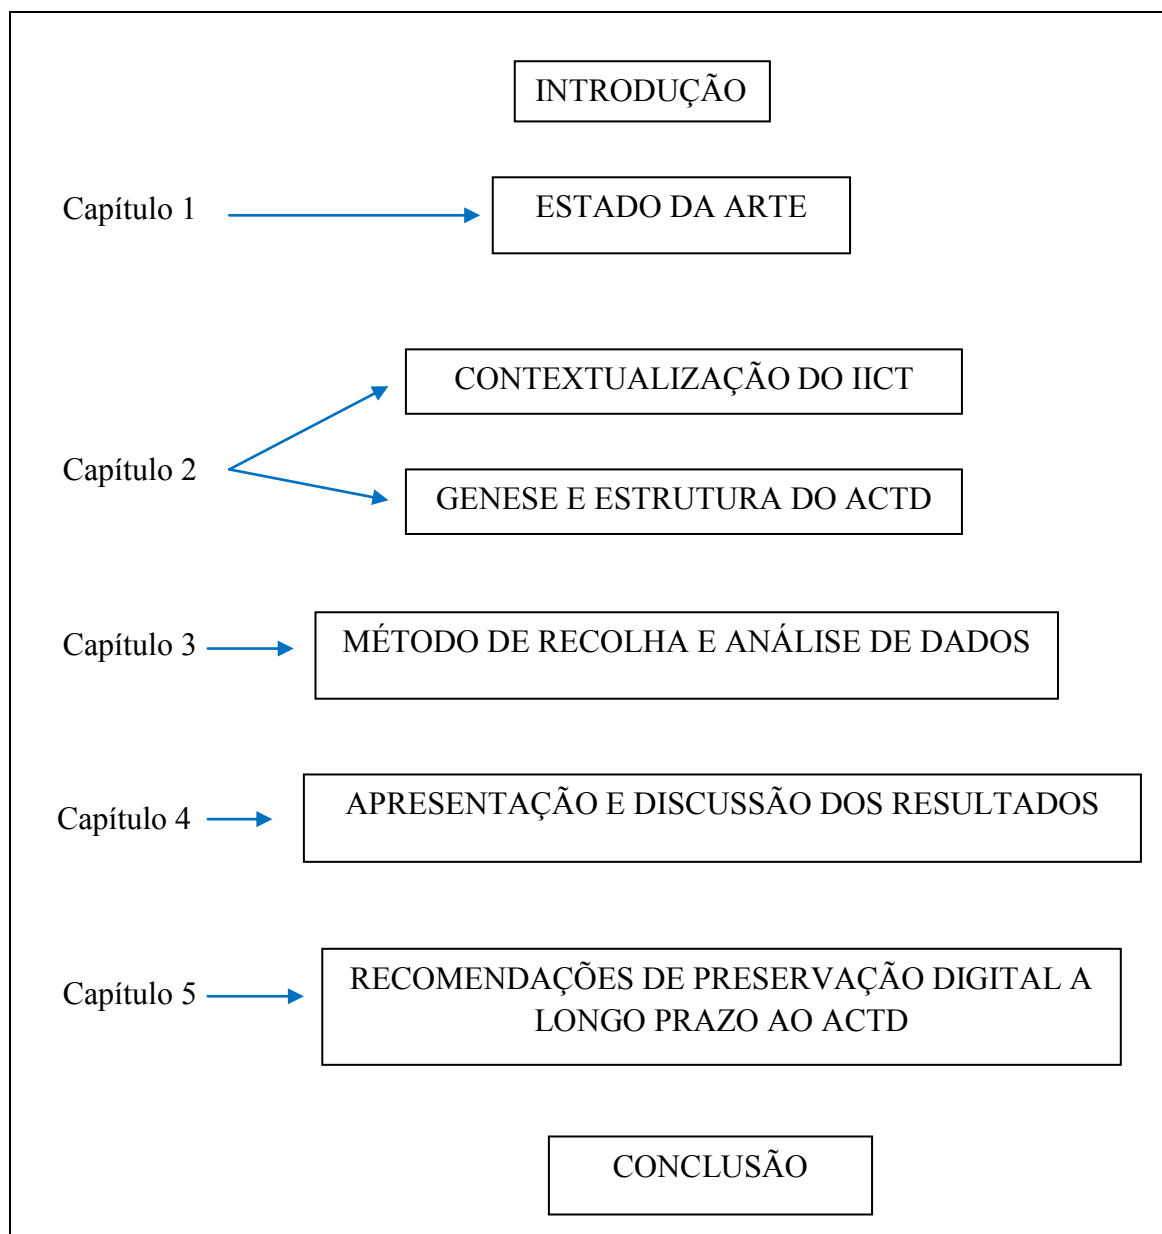 INTRODUÇÃO
Capítulo 1
ESTADO DA ARTE
CONTEXTUALIZAÇÃO DO IICT
Capítulo 2
GENESE E ESTRUTURA DO ACTD
Capítulo 3
MÉTODO DE RECOLHA E ANÁLISE DE DADOS
Capítulo 4
APRESENTAÇÃO E DISCUSSÃO DOS RESULTADOS
Capítulo 5
RECOMENDAÇÕES DE PRESERVAÇÃO DIGITAL A
LONGO PRAZO AO ACTD
CONCLUSÃO